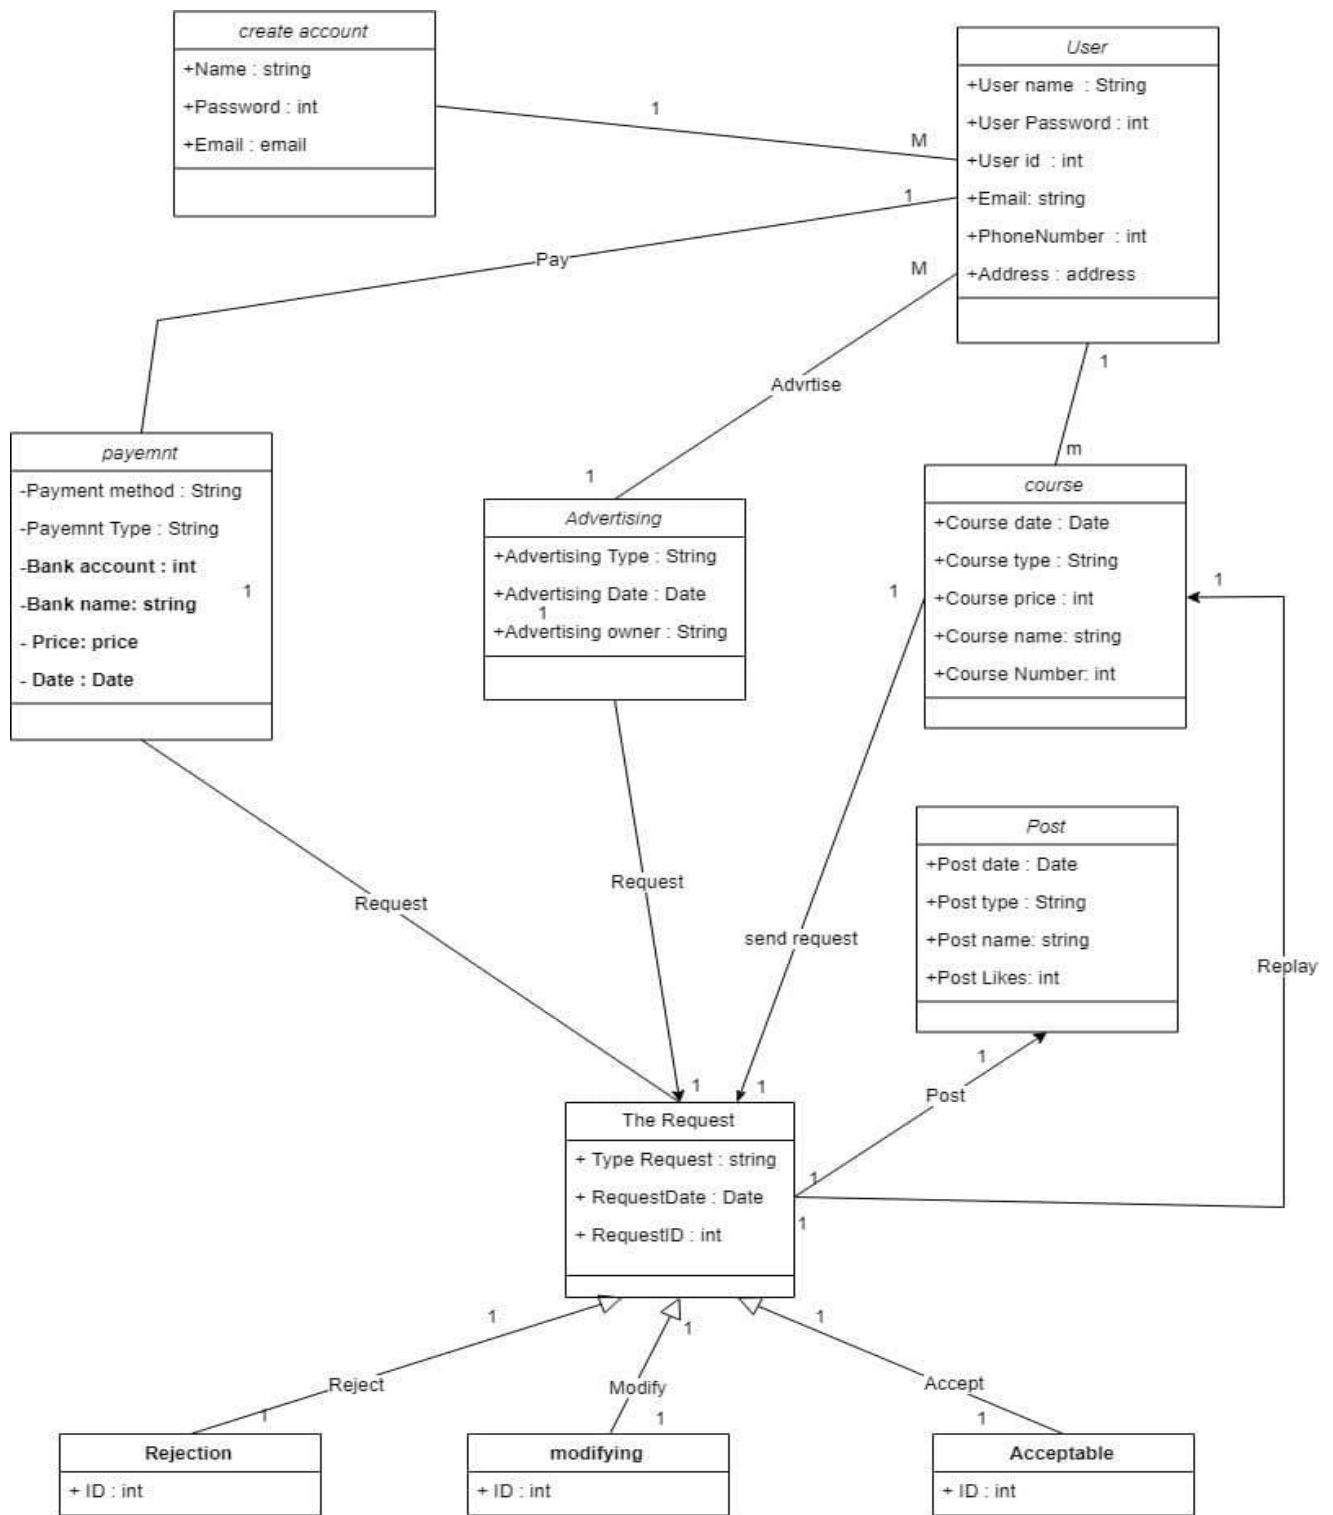 create account
+Name : string
+Password : int
+Email : email
User
+User name : String
+User Password : int
+User id : int
+Email: string
+PhoneNumber : int
+Address : address
1
M
1
Pay
M
Advrtise
1
1
m
payemnt
-Payment method : String
-Payemnt Type : String
-Bank account : int
-Bank name: string
- Price: price
- Date : Date
1
Advertising
+Advertising Type : String
+Advertising Date : Date
+Advertising owner : String
1
course
+Course date : Date
+Course type : String
+Course price : int
+Course name: string
+Course Number: int
1
1
Post
+Post date : Date
+Post type : String
+Post name: string
+Post Likes: int
Request
Request
send request
Replay
1
1
1
Post
The Request
+ Type Request : string
+ RequestDate : Date
+ RequestID : int
1
1
1
1
1
Reject
Modify
Accept
1
1
1
Rejection
+ ID : int
modifying
+ ID : int
Acceptable
+ ID : int